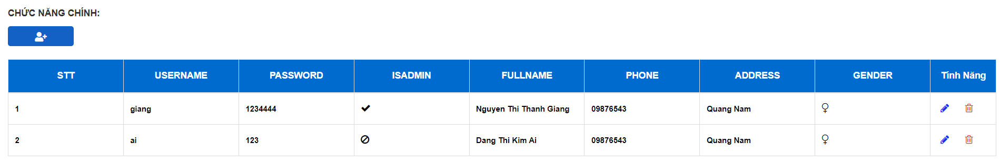 CHỨC NĂNG CHÍNH:
STT USERNAME PASSWORD ISADMIN FULLNAME PHONE ADDRESS GENDER Tính Năng
1 giang 1234444 Nguyen Thi Thanh Giang 09876543 Quang Nam
2 ai 123 Dang Thi Kim Ai 09876543 Quang Nam